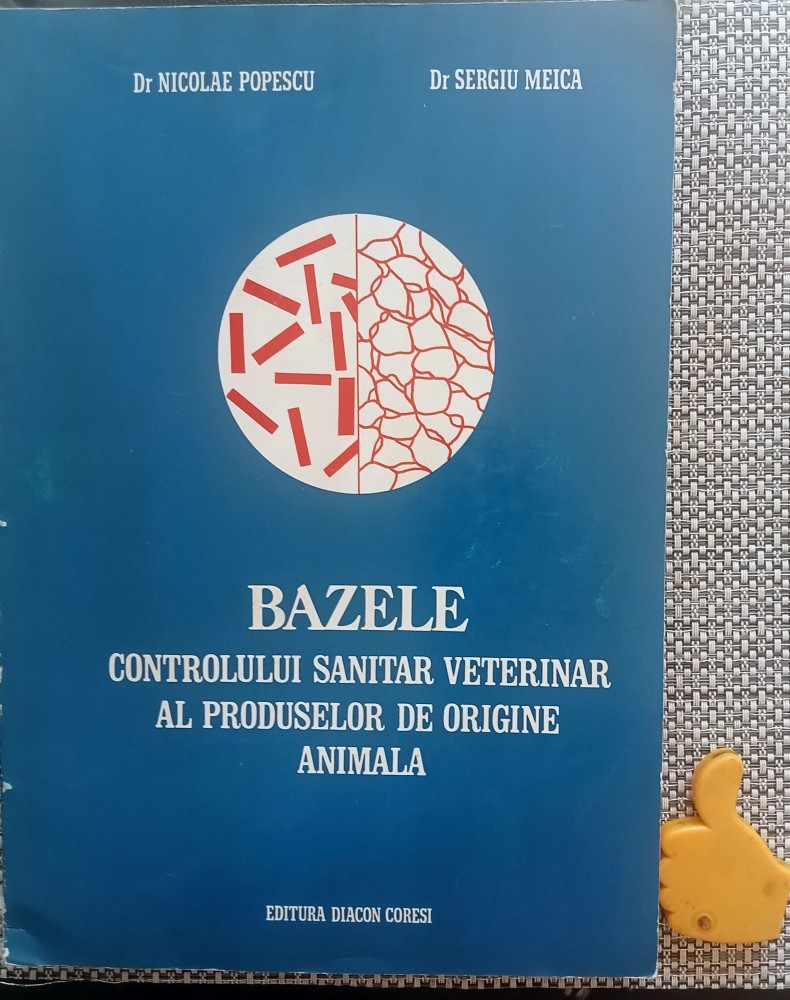 Dr NICOLAE POPESCU
Dr SERGIU MEICA
BAZELE
CONTROLULUI SANITAR VETERINAR
AL PRODUSELOR DE ORIGINE
ANIMALA
EDITURA DIACON CORESI